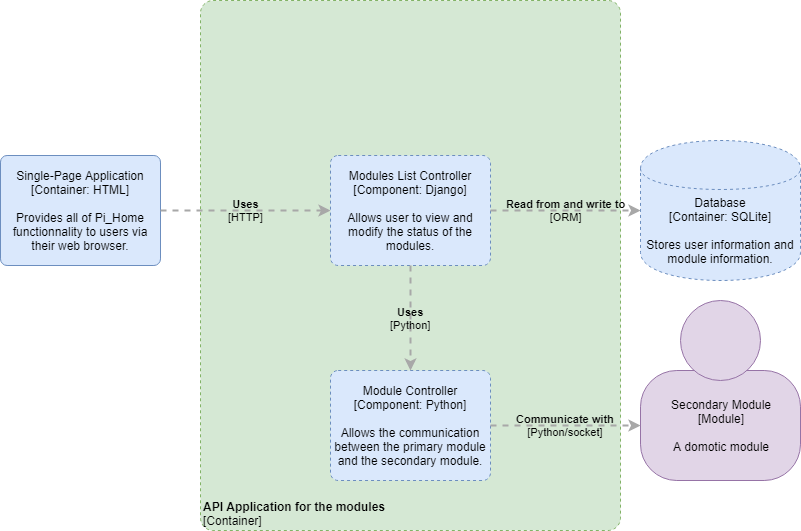 Single-Page Application
[Container: HTML]
Provides all of Pi_Home
functionnality to users via
their web browser.
Uses
[HTTP]
Modules List Controller
[Component: Django]
Allows user to view and
modify the status of the
modules.
Read from and write to
[ORM]
Database
[Container: SQLite]
Stores user information and
module information.
Uses
[Python]
Module Controller
[Component: Python]
Allows the communication
between the primary module
and the secondary module.
Communicate with
[Python/socket]
Secondary Module
[Module]
A domotic module
API Application for the modules
[Container]